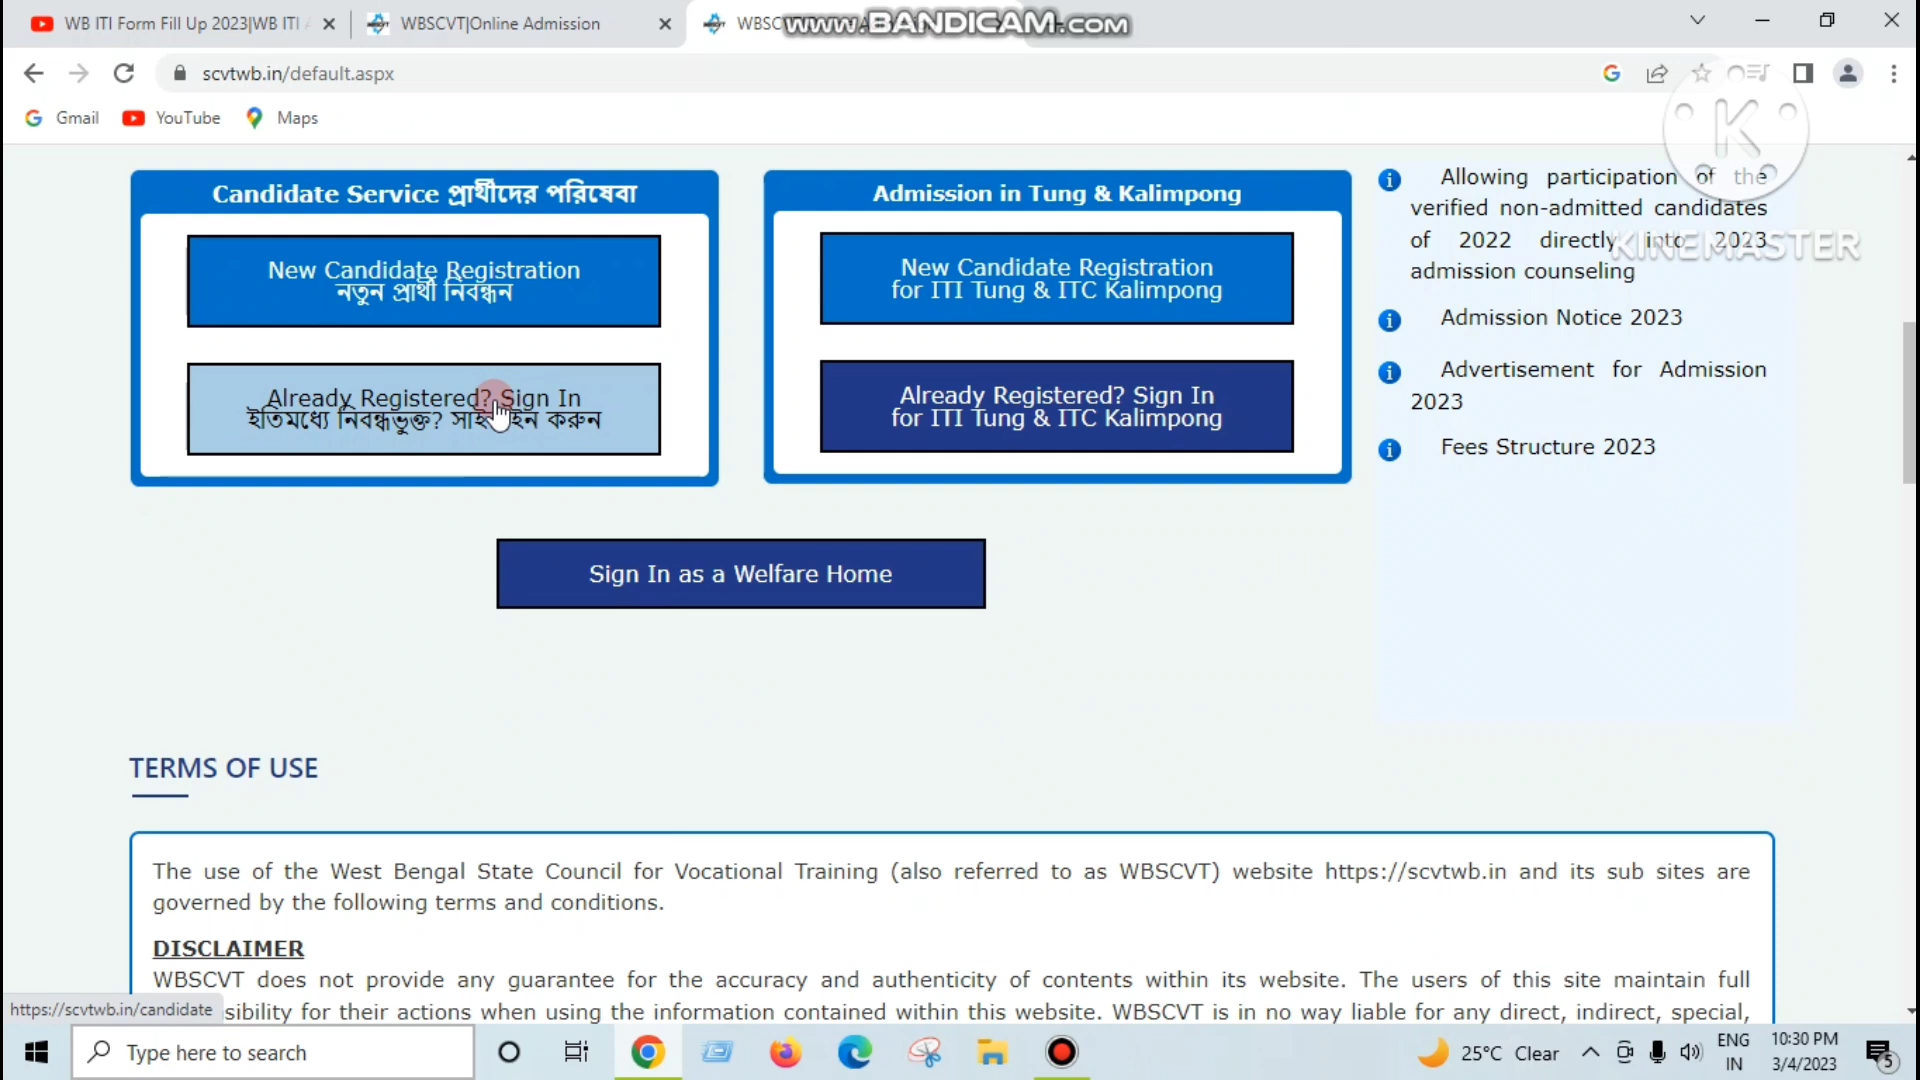 WB ITI Form Fill Up 2023|WB ITI
WBSCVT|Online Admission
WBSC
www.BANDICAM.com
scvtwb.in/default.aspx
Gmail
YouTube
Maps
K
KINEMASTER
Candidate Service প্রার্থীদের পরিষেবা
New Candidate Registration
নতুন প্রার্থী নিবন্ধন
Already Registered? Sign In
ইতিমধ্যে নিবন্ধভুক্ত? করুন
Admission in Tung & Kalimpong
New Candidate Registration
for ITI Tung & ITC Kalimpong
Already Registered? Sign In
for ITI Tung & ITC Kalimpong
Allowing participation of the
verified non-admitted candidates
of 2022 directly into 2023
admission counseling
Admission Notice 2023
Advertisement for Admission
2023
Fees Structure 2023
Sign In as a Welfare Home
TERMS OF USE
The use of the West Bengal State Council for Vocational Training (also referred to as WBSCVT) website https://scvtwb.in and its sub sites are
governed by the following terms and conditions.
DISCLAIMER
WBSCVT does not provide any guarantee for the accuracy and authenticity of contents within its website. The users of this site maintain full
sibility for their actions when using the information contained within this website. WBSCVT is in no way liable for any direct, indirect, special,
https://scvtwb.in/candidate
Type here to search
25°C Clear
ENG
IN
10:30 PM
3/4/2023
5